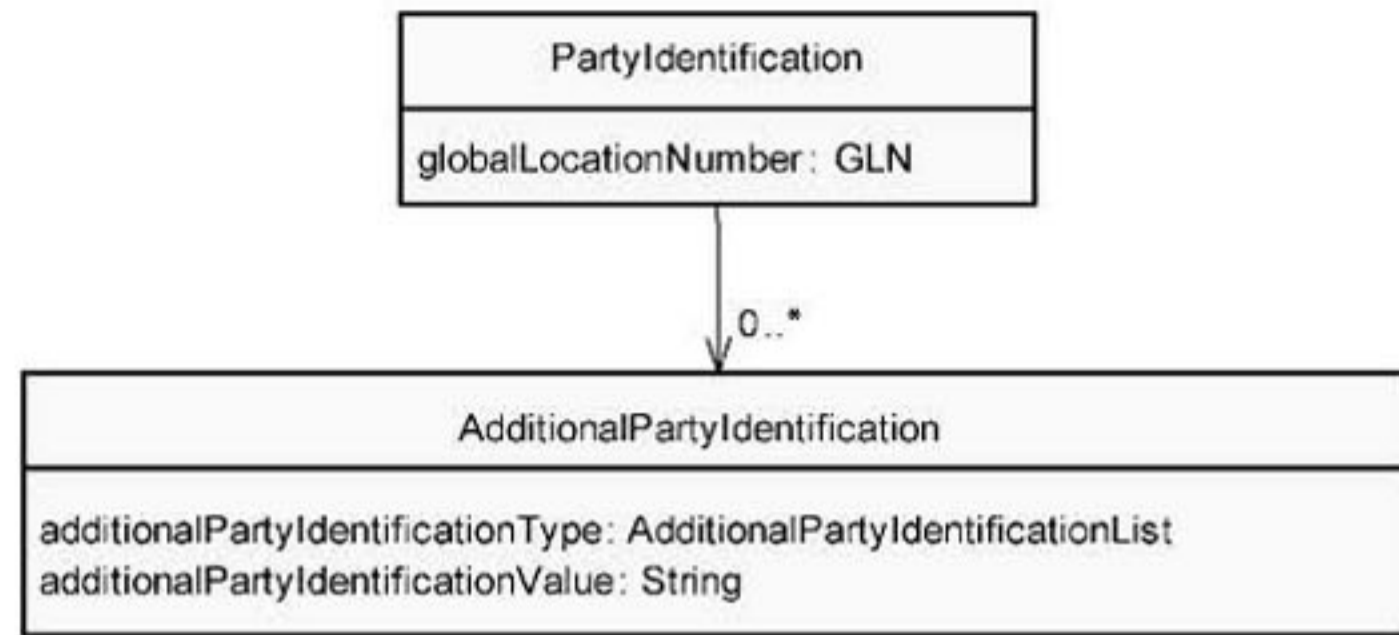 PartyIdentification
globalLocationNumber: GLN
0..*
AdditionalPartyIdentification
additionalPartyIdentificationType: AdditionalPartyIdentificationList
additionalPartyIdentificationValue: String